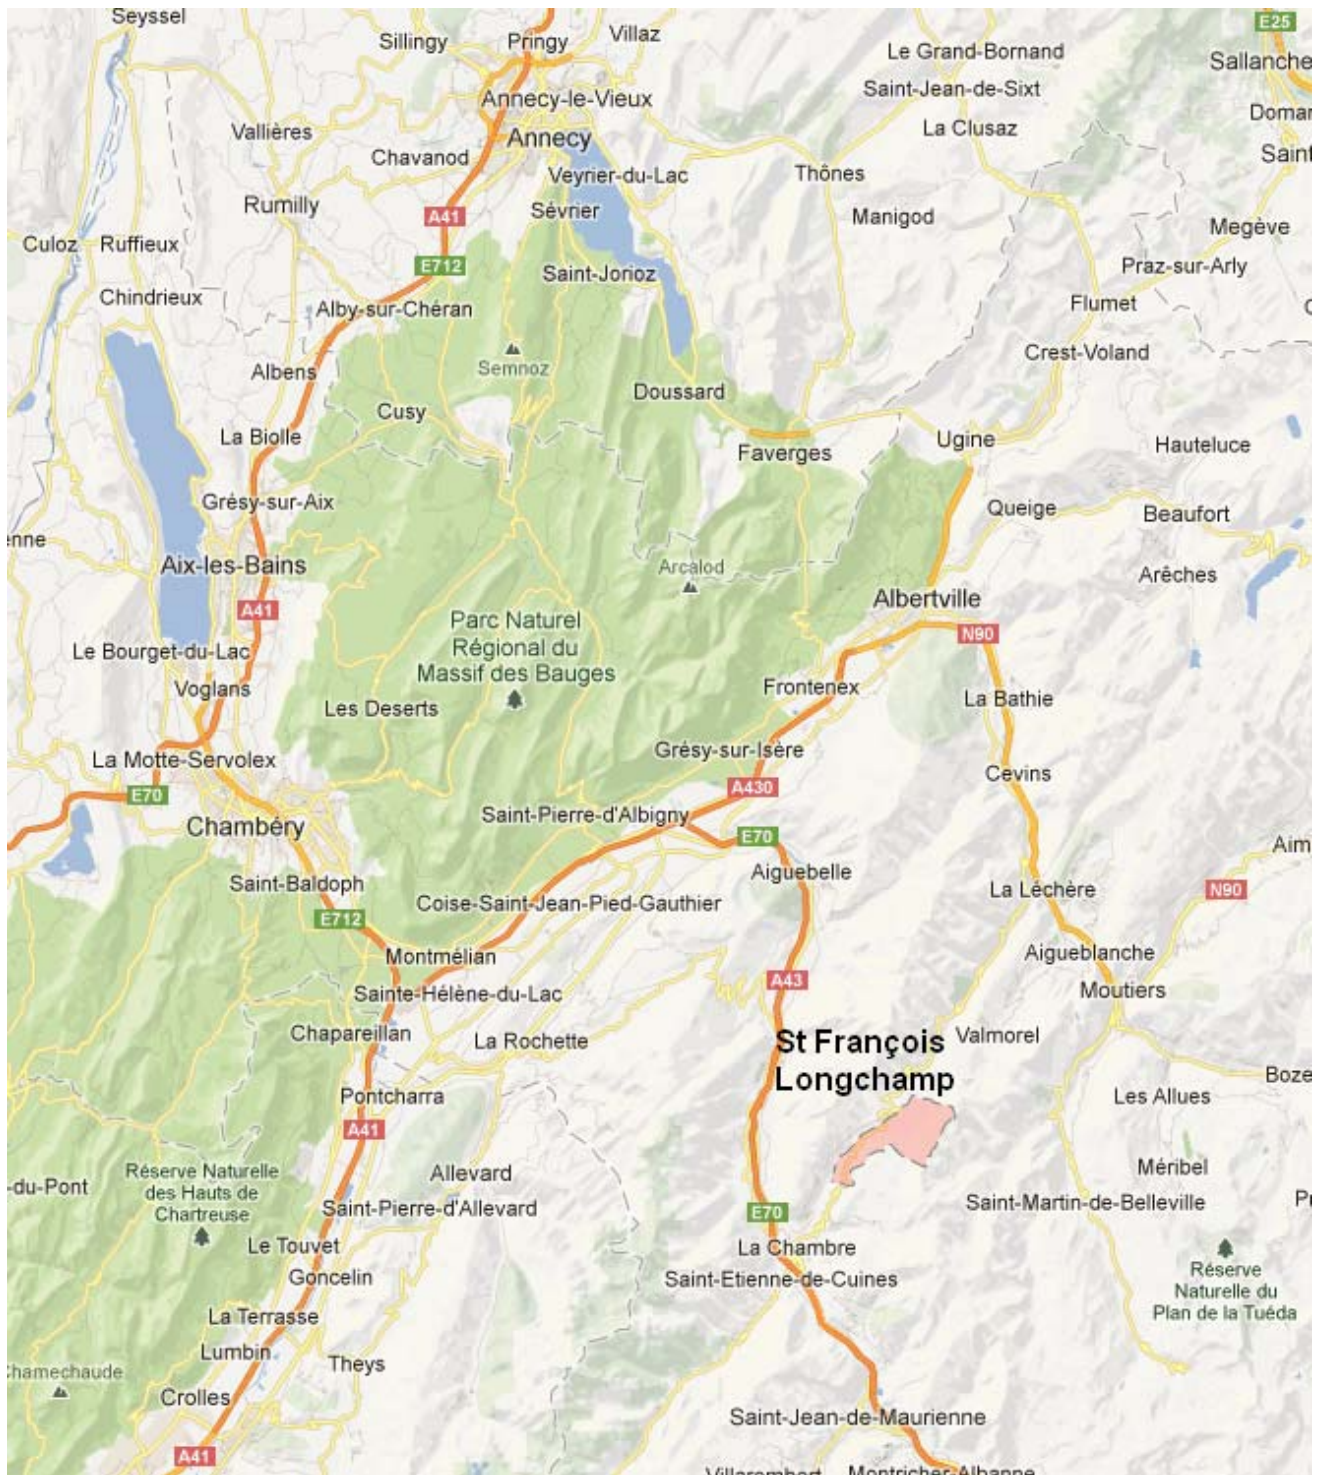 Seyssel
Sillingy
Pringy
Villaz
E25
Le Grand-Bornand
Sallanche
Saint-Jean-de-Sixt
Annecy-le-Vieux
Vallières
Annecy
La Clusaz
Domar
Chavanod
Saint
Veyrier-du-Lac
Thônes
Rumilly
A41
Sévrier
Manigod
Megève
Culoz
Ruffieux
E712
Saint-Jorioz
Praz-sur-Arly
Chindrieux
Alby-sur-Chéran
Flumet
Crest-Voland
Albens
Semnoz
Doussard
Cusy
La Biolle
Faverges
Ugine
Hauteluce
Grésy-sur-Aix
Queige
Beaufort
enne
Aix-les-Bains
Arcalod
Arêches
A41
Albertville
Parc Naturel
Régional du
Massif des Bauges
N90
Le Bourget-du-Lac
Voglans
Frontenex
La Bathie
Les Deserts
La Motte-Servolex
Grésy-sur-Isère
Cevins
E70
A430
Chambéry
Saint-Pierre-d'Albigny
E70
Aim
Saint-Baldoph
Aiguebelle
La Léchère
N90
E712
Coise-Saint-Jean-Pied-Gauthier
Montmélian
Aigueblanche
A43
Moutiers
Sainte-Hélène-du-Lac
Chapareillan
La Rochette
St François
Longchamp
Valmorel
Boze
Pontcharra
Les Allues
A41
Réserve Naturelle
des Hauts de
Chartreuse
Allevard
Méribel
-du-Pont
Saint-Pierre-d'Allevard
Saint-Martin-de-Belleville
E70
Le Touvet
La Chambre
Goncelin
Saint-Etienne-de-Cuines
Réserve
Naturelle du
Plan de la Tuéda
La Terrasse
Lumbin
Theys
Chamechaude
Crolles
Saint-Jean-de-Maurienne
A41
Montricher-Albanne